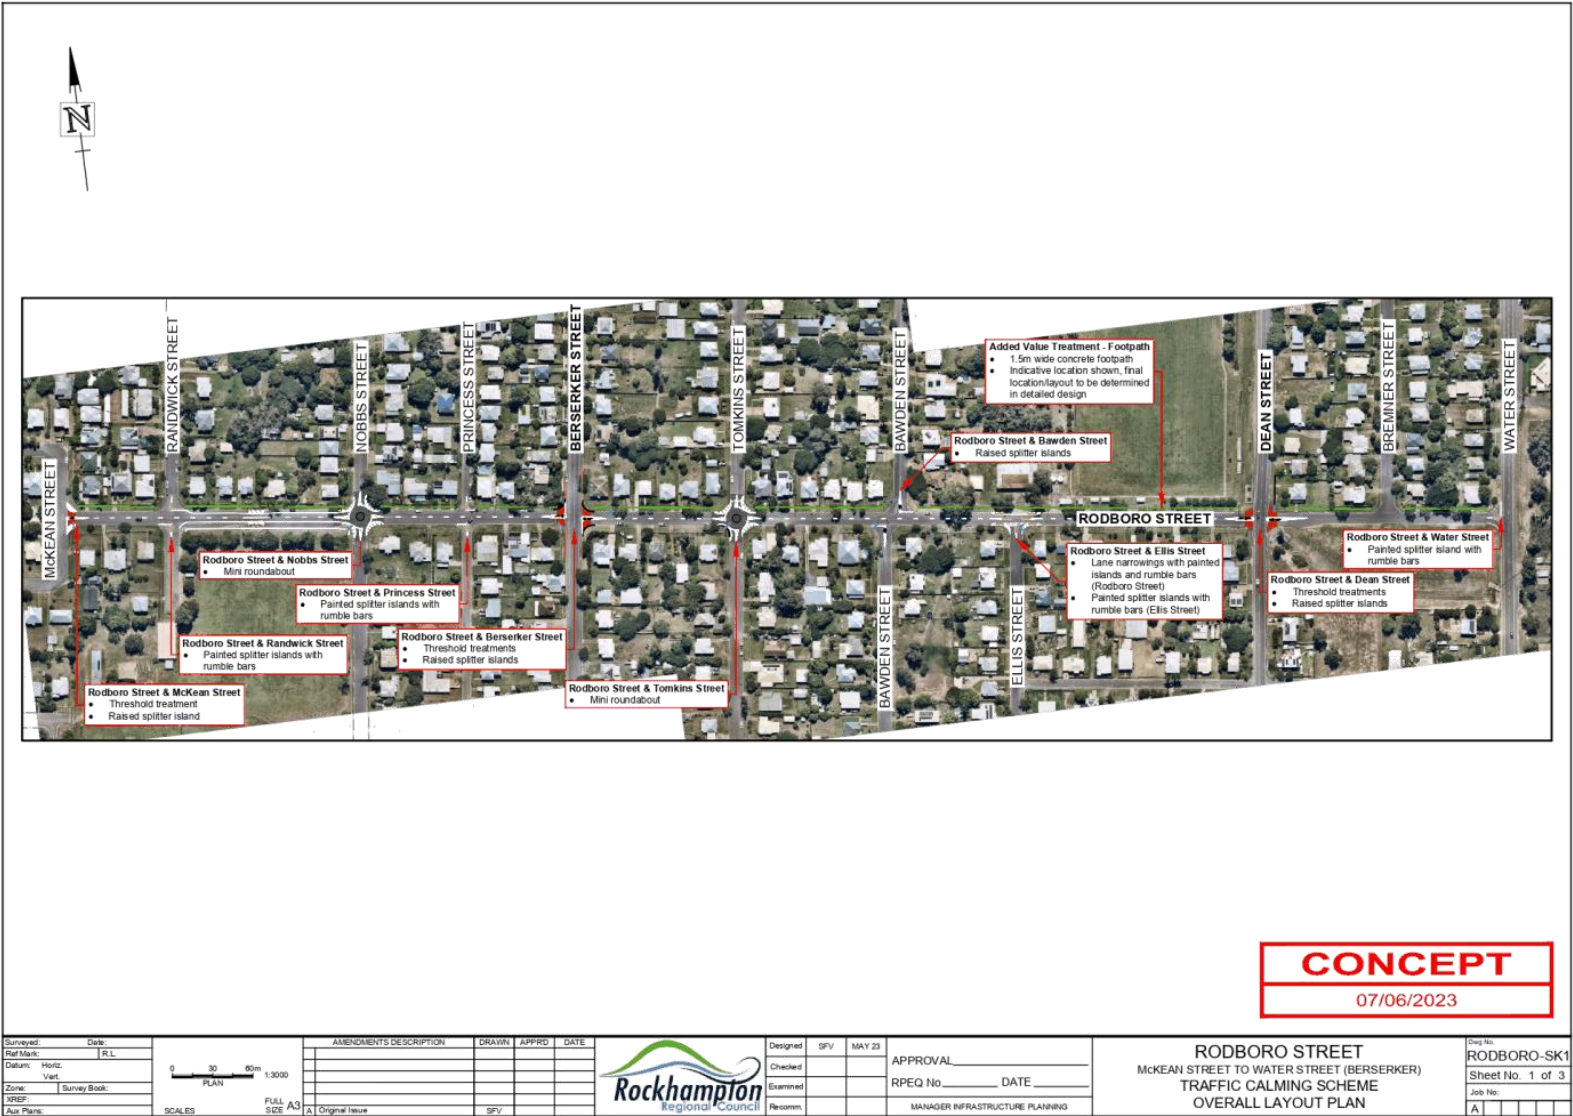 N
McKEAN STREET
RANDWICK STREET
NOBBS STREET
PRINCESS STREET
BERSERKER STREET
TOMKINS STREET
BAWDEN STREET
DEAN STREET
BREMNER STREET
WATER STREET
Added Value Treatment - Footpath
• 1.5m wide concrete footpath
• Indicative location shown, final
location/layout to be determined
in detailed design
Rodboro Street & Bawden Street
• Raised splitter islands
RODBORO STREET
Rodboro Street & Nobbs Street
• Mini roundabout
Rodboro Street & Princess Street
• Painted splitter islands with
rumble bars
Rodboro Street & Randwick Street
• Painted splitter islands with
rumble bars
Rodboro Street & Berserker Street
• Threshold treatments
• Raised splitter islands
Rodboro Street & McKean Street
• Threshold treatment
• Raised splitter island
Rodboro Street & Tomkins Street
• Mini roundabout
BAWDEN STREET
ELLIS STREET
Rodboro Street & Ellis Street
• Lane narrowings with painted
islands and rumble bars
(Rodboro Street)
• Painted splitter islands with
rumble bars (Ellis Street)
Rodboro Street & Dean Street
• Threshold treatments
• Raised splitter islands
Rodboro Street & Water Street
• Painted splitter island with
rumble bars
CONCEPT
07/06/2023
Surveyed: Date:
Ref Mark: R.L.
Datum: Horiz.
Vert.
Zone: Survey Book:
XREF:
Aux Plans:
0 30 60m
PLAN
1:3000
SCALES
FULL
SIZE A3
AMENDMENTS DESCRIPTION DRAWN APPRD DATE
A Original Issue SFV
Rockhampton
Regional Council
Designed SFV MAY 23
Checked
Examined
Recomm.
APPROVAL
RPEQ No DATE
MANAGER INFRASTRUCTURE PLANNING
RODBORO STREET
McKEAN STREET TO WATER STREET (BERSERKER)
TRAFFIC CALMING SCHEME
OVERALL LAYOUT PLAN
Dwg No.
RODBORO-SK1
Sheet No. 1 of 3
Job No:
A